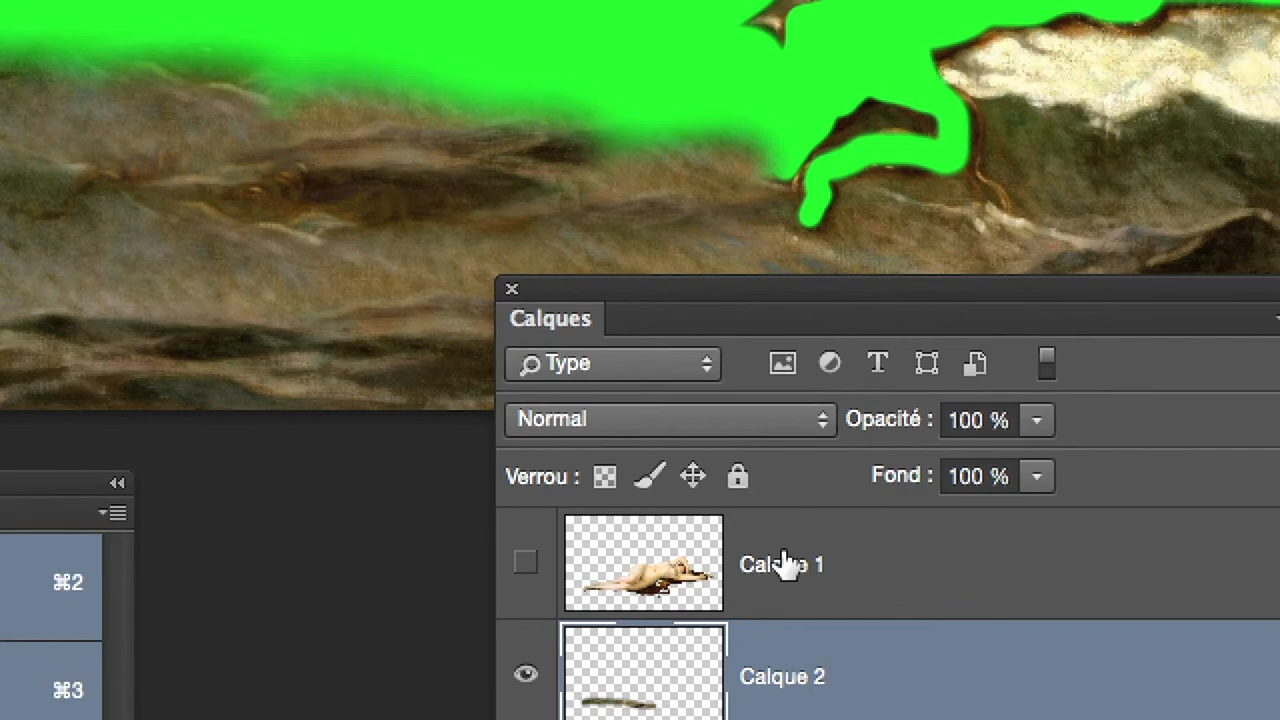 Calques
Type
T
Normal
Opacité : 100 %
Verrou :
Fond : 100 %
⌘2
Calque 1
⌘3
Calque 2